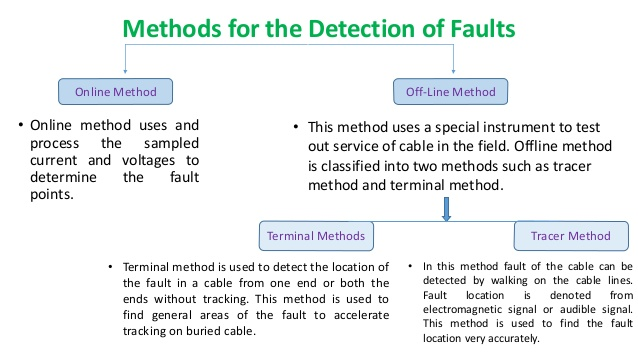 Methods for the Detection of Faults
Online Method
Off-Line Method
• Online method uses and
process the sampled
current and voltages to
determine the fault
points.
• This method uses a special instrument to test
out service of cable in the field. Offline method
is classified into two methods such as tracer
method and terminal method.
Terminal Methods
Tracer Method
• Terminal method is used to detect the location of
the fault in a cable from one end or both the
ends without tracking. This method is used to
find general areas of the fault to accelerate
tracking on buried cable.
• In this method fault of the cable can be
detected by walking on the cable lines.
Fault location is denoted from
electromagnetic signal or audible signal.
This method is used to find the fault
location very accurately.